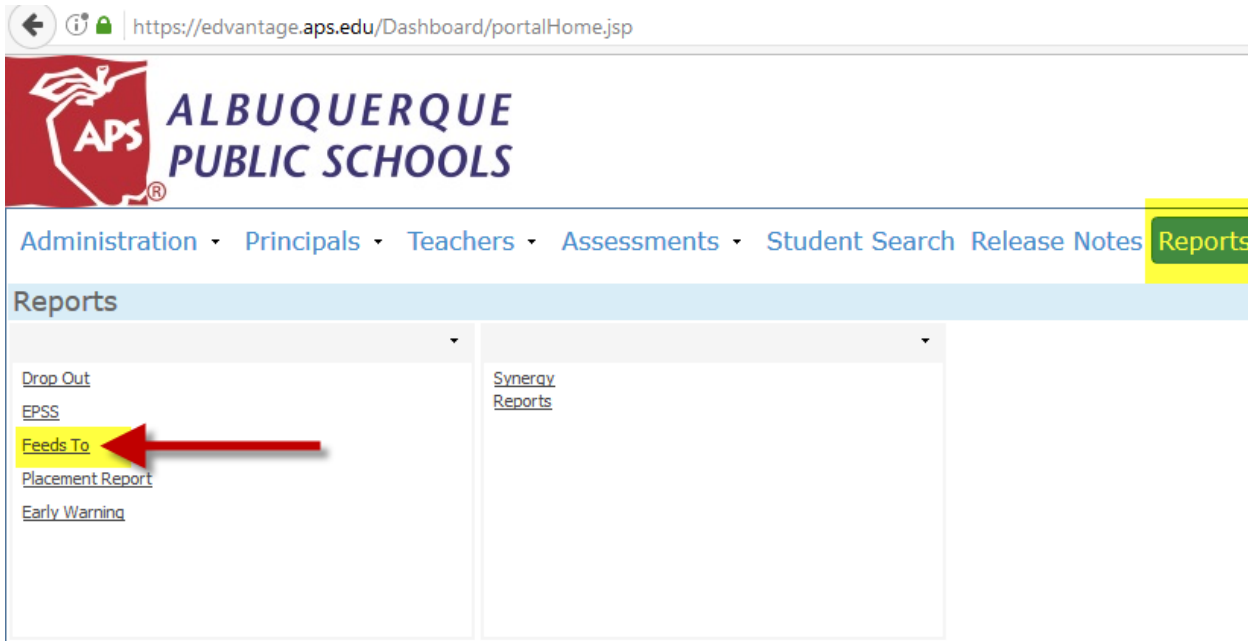 https://edvantage.aps.edu/Dashboard/portalHome.jsp
APS
®
ALBUQUERQUE
PUBLIC SCHOOLS
Administration Principals Teachers Assessments Student Search Release Notes Reports
Reports
Drop Out
EPSS
Feeds To
Placement Report
Early Warning
Synergy
Reports